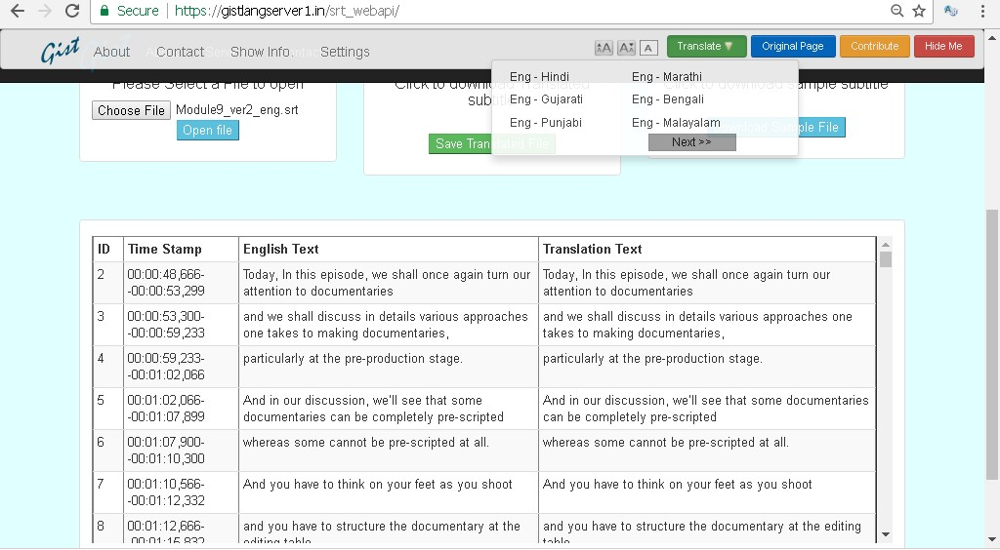 Secure https://gistlangserver1.in/srt_webapi/
Gist About Contact Show Info. Settings
A A A Translate ▼ Original Page Contribute Hide Me
Please Select a File to open
Choose File Module9_ver2_eng.srt
Open file
Click to download Translated
subtitle
Save Translated File
Click to download sample subtitle
Download Sample File
Eng - Hindi Eng - Marathi
Eng - Gujarati Eng - Bengali
Eng - Punjabi Eng - Malayalam
Next >>
ID Time Stamp English Text Translation Text
2 00:00:48,666- Today, In this episode, we shall once again turn our Today, In this episode, we shall once again turn our
-00:00:53,299 attention to documentaries attention to documentaries
3 00:00:53,300- and we shall discuss in details various approaches and we shall discuss in details various approaches one
-00:00:59,233 one takes to making documentaries, takes to making documentaries,
4 00:00:59,233- particularly at the pre-production stage. particularly at the pre-production stage.
-00:01:02,066
5 00:01:02,066- And in our discussion, we'll see that some And in our discussion, we'll see that some documentaries
-00:01:07,899 documentaries can be completely pre-scripted can be completely pre-scripted
6 00:01:07,900- whereas some cannot be pre-scripted at all. whereas some cannot be pre-scripted at all.
-00:01:10,300
7 00:01:10,566- And you have to think on your feet as you shoot And you have to think on your feet as you shoot
-00:01:12,332
8 00:01:12,666- and you have to structure the documentary at the and you have to structure the documentary at the editing
-00:01:15,832 editing table table